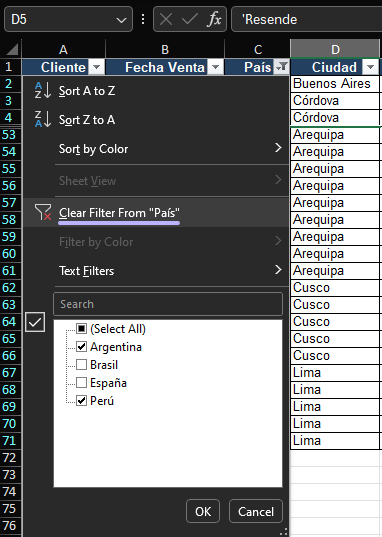 D5 fx 'Resende
A B C D
1 Cliente Fecha Venta País Ciudad
2 Buenos Aires
3 Córdova
4 Córdova
53 Arequipa
54 Arequipa
55 Arequipa
56 Arequipa
57 Arequipa
58 Arequipa
59 Arequipa
60 Arequipa
61 Arequipa
62 Cusco
63 Cusco
64 Cusco
65 Cusco
66 Cusco
67 Lima
68 Lima
69 Lima
70 Lima
71 Lima
72
73
74
75
76
A Z Sort A to Z
Z A Sort Z to A
Sort by Color
Sheet View
Clear Filter From "País"
Filter by Color
Text Filters
Search
(Select All)
Argentina
Brasil
España
Perú
OK Cancel